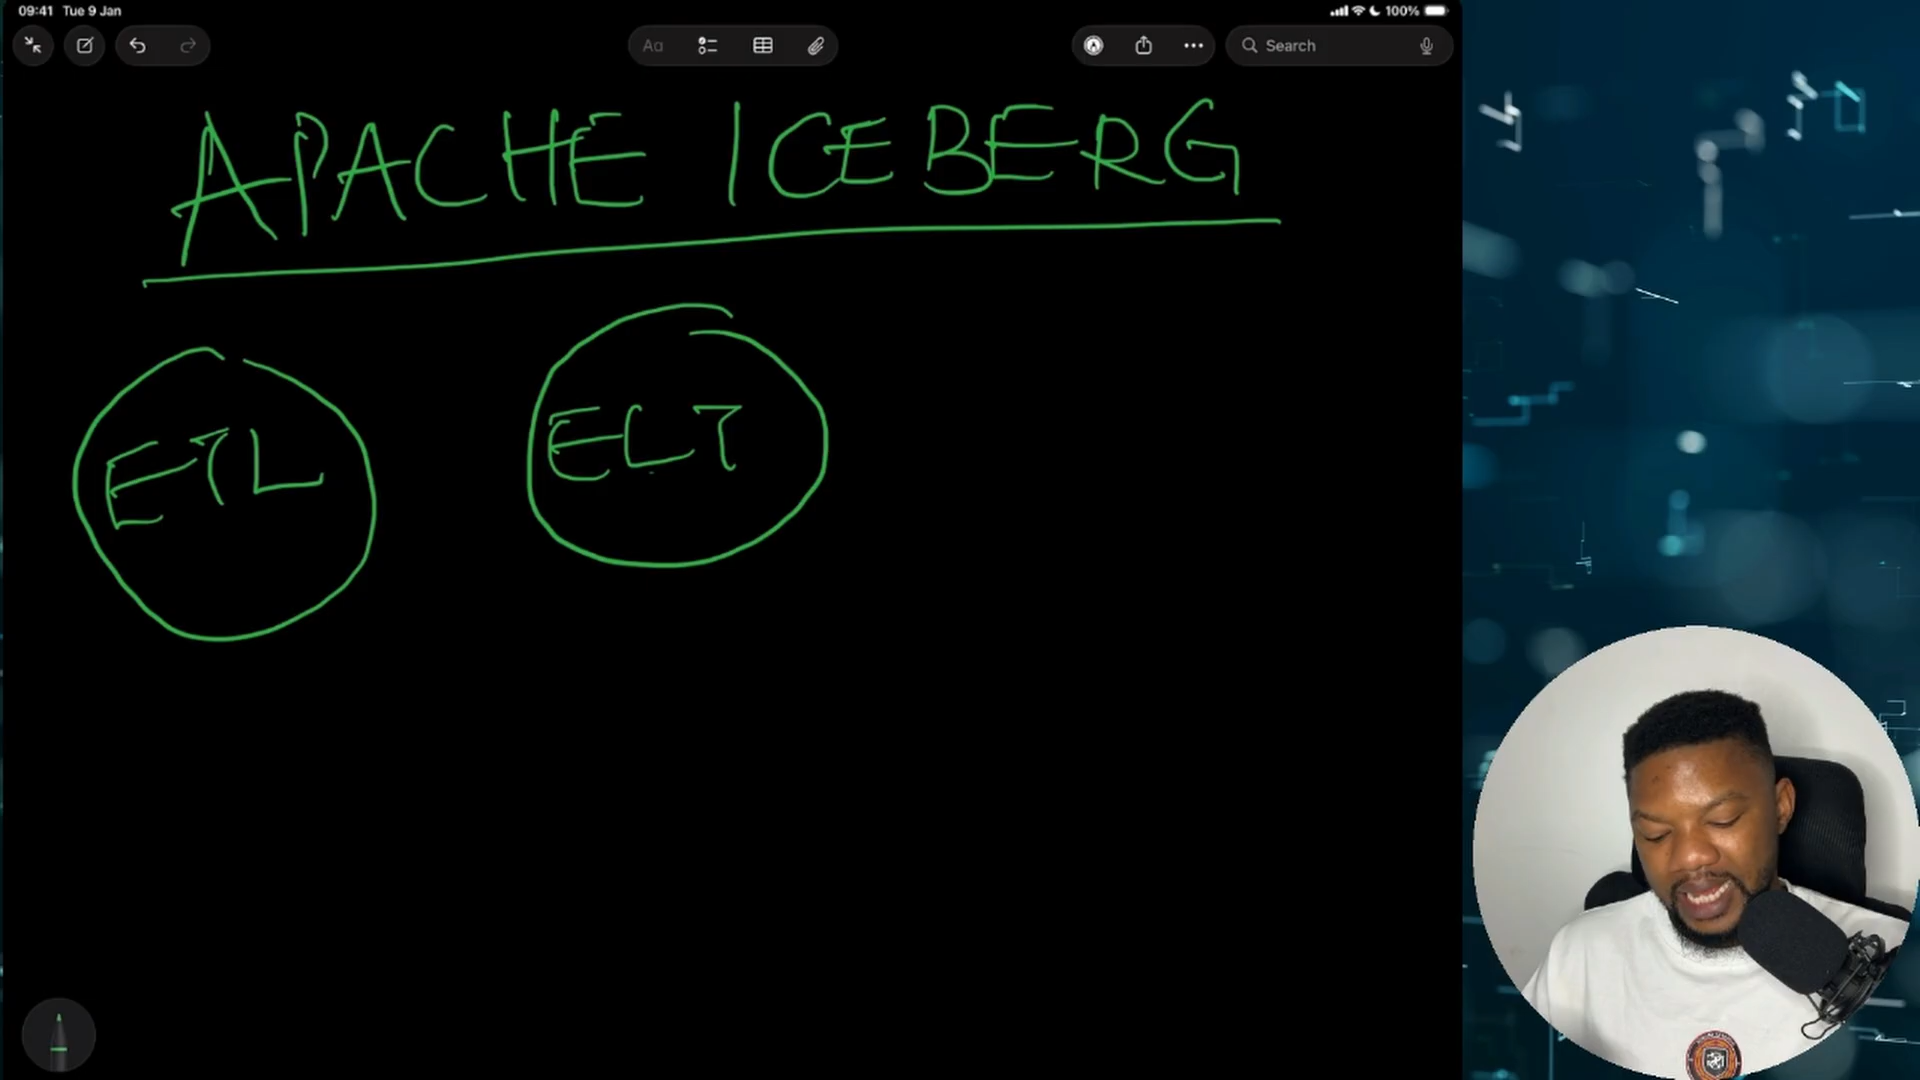 09:41 Tue 9 Jan
100%
Aa
Search
APACHE ICEBERG
ETL
ELT